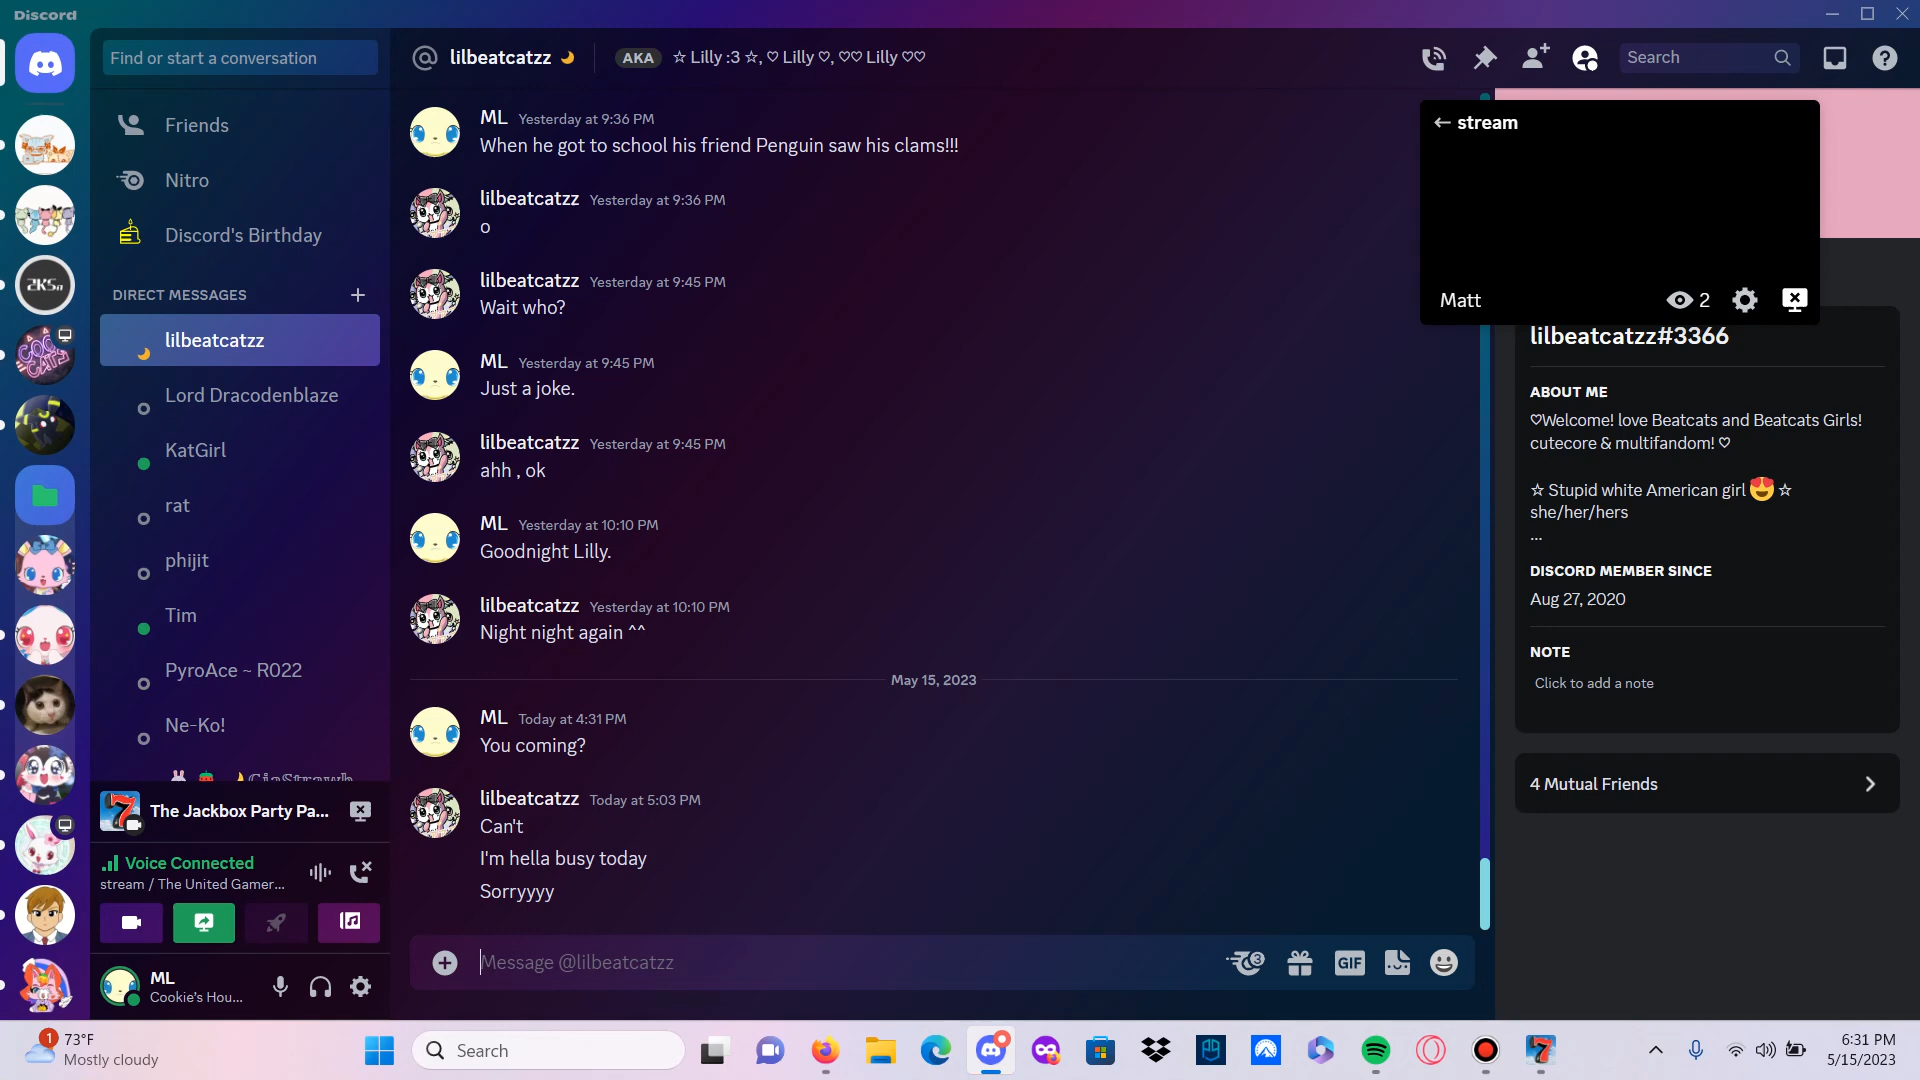 Discord
Find or start a conversation
Friends
Nitro
Discord's Birthday
DIRECT MESSAGES
lilbeatcatzz
Lord Dracodenblaze
KatGirl
rat
phijit
Tim
PyroAce ~ R022
Ne-Ko!
The Jackbox Party Pa...
Voice Connected
stream / The United Gamer...
ML
Cookie's Hou...
lilbeatcatzz
AKA ☆ Lilly :3 ☆, ♡ Lilly ♡, ♡♡ Lilly ♡♡
Search
ML Yesterday at 9:36 PM
When he got to school his friend Penguin saw his clams!!!
lilbeatcatzz Yesterday at 9:36 PM
o
lilbeatcatzz Yesterday at 9:45 PM
Wait who?
ML Yesterday at 9:45 PM
Just a joke.
lilbeatcatzz Yesterday at 9:45 PM
ahh , ok
ML Yesterday at 10:10 PM
Goodnight Lilly.
lilbeatcatzz Yesterday at 10:10 PM
Night night again ^^
May 15, 2023
ML Today at 4:31 PM
You coming?
lilbeatcatzz Today at 5:03 PM
Can't
I'm hella busy today
Sorryyyy
Message @lilbeatcatzz
3
GIF
stream
Matt
2
lilbeatcatzz#3366
ABOUT ME
♡Welcome! love Beatcats and Beatcats Girls!
cutecore & multifandom! ♡
☆ Stupid white American girl 😍 ☆
she/her/hers
...
DISCORD MEMBER SINCE
Aug 27, 2020
NOTE
Click to add a note
4 Mutual Friends
1
73°F
Mostly cloudy
Search
6:31 PM
5/15/2023